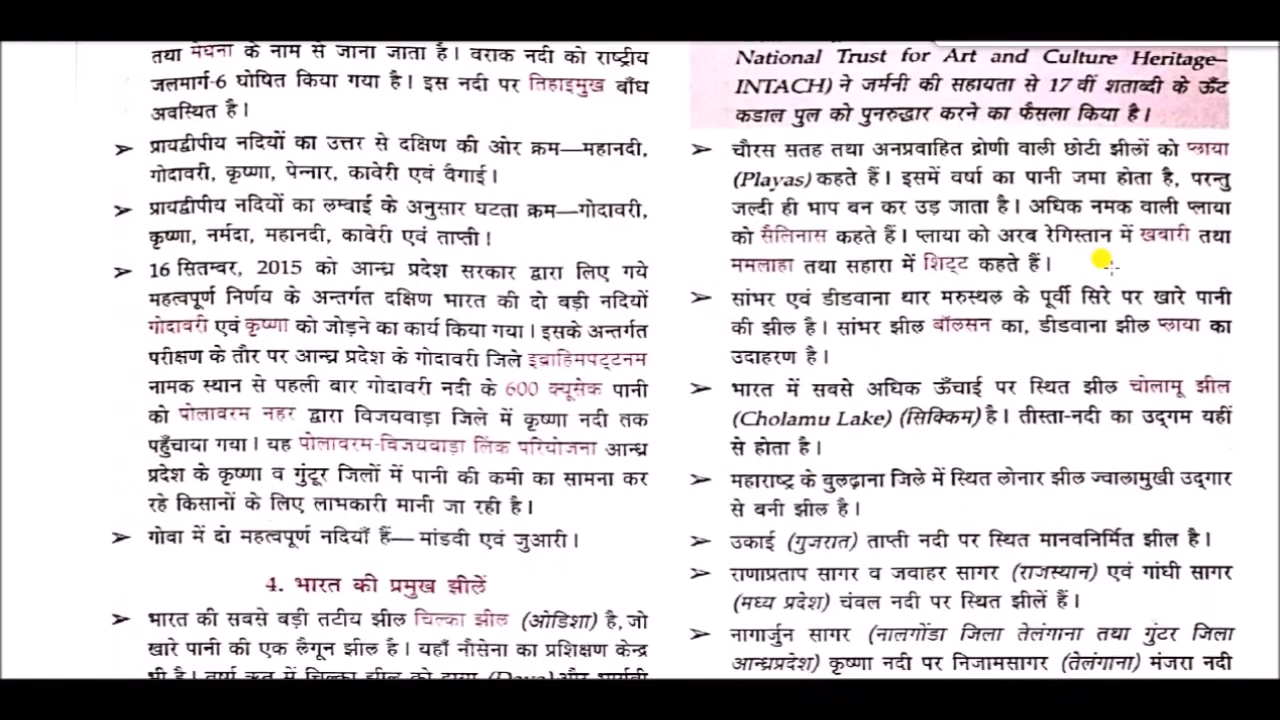 तथा मेघना के नाम से जाना जाता है। वराक नदी को राष्ट्रीय
जलमार्ग-6 घोषित किया गया है। इस नदी पर तिहाइमुख बाँध
अवस्थित है।
➤ प्रायद्वीपीय नदियों का उत्तर से दक्षिण की ओर क्रम—महानदी,
गोदावरी, कृष्णा, पेन्नार, कावेरी एवं वैगाई।
➤ प्रायद्वीपीय नदियों का लम्बाई के अनुसार घटता क्रम—गोदावरी,
कृष्णा, नर्मदा, महानदी, कावेरी एवं ताप्ती।
➤ 16 सितम्बर, 2015 को आन्ध्र प्रदेश सरकार द्वारा लिए गये
महत्वपूर्ण निर्णय के अन्तर्गत दक्षिण भारत की दो बड़ी नदियों
गोदावरी एवं कृष्णा को जोड़ने का कार्य किया गया। इसके अन्तर्गत
परीक्षण के तौर पर आन्ध्र प्रदेश के गोदावरी जिले इब्राहिमपट्टनम
नामक स्थान से पहली बार गोदावरी नदी के 600 क्यूसेक पानी
को पोलावरम नहर द्वारा विजयवाड़ा जिले में कृष्णा नदी तक
पहुँचाया गया। यह पोलावरम-विजयवाड़ा लिंक परियोजना आन्ध्र
प्रदेश के कृष्णा व गुंटूर जिलों में पानी की कमी का सामना कर
रहे किसानों के लिए लाभकारी मानी जा रही है।
➤ गोवा में दो महत्वपूर्ण नदियाँ हैं— मांडवी एवं जुआरी।
4. भारत की प्रमुख झीलें
➤ भारत की सबसे बड़ी तटीय झील चिल्का झील (ओडिशा) है, जो
खारे पानी की एक लैगून झील है। यहाँ नौसेना का प्रशिक्षण केन्द्र
National Trust for Art and Culture Heritage–
INTACH) ने जर्मनी की सहायता से 17 वीं शताब्दी के ऊँट
कडाल पुल को पुनरुद्धार करने का फैसला किया है।
➤ चौरस सतह तथा अनप्रवाहित द्रोणी वाली छोटी झीलों को प्लाया
(Playas) कहते हैं। इसमें वर्षा का पानी जमा होता है, परन्तु
जल्दी ही भाप बन कर उड़ जाता है। अधिक नमक वाली प्लाया
को सैलिनास कहते हैं। प्लाया को अरब रेगिस्तान में खबारी तथा
ममलाहा तथा सहारा में शिट्ट कहते हैं।
➤ सांभर एवं डीडवाना थार मरुस्थल के पूर्वी सिरे पर खारे पानी
की झील है। सांभर झील बॉलसन का, डीडवाना झील प्लाया का
उदाहरण है।
➤ भारत में सबसे अधिक ऊँचाई पर स्थित झील चोलामू झील
(Cholamu Lake) (सिक्किम) है। तीस्ता-नदी का उद्गम यहीं
से होता है।
➤ महाराष्ट्र के बुलढ़ाना जिले में स्थित लोनार झील ज्वालामुखी उद्गार
से बनी झील है।
➤ उकाई (गुजरात) ताप्ती नदी पर स्थित मानवनिर्मित झील है।
➤ राणाप्रताप सागर व जवाहर सागर (राजस्थान) एवं गांधी सागर
(मध्य प्रदेश) चंबल नदी पर स्थित झीलें हैं।
➤ नागार्जुन सागर (नालगोंडा जिला तेलंगाना तथा गुंटर जिला
आन्ध्रप्रदेश) कृष्णा नदी पर निजामसागर (तेलंगाना) मंजरा नदी